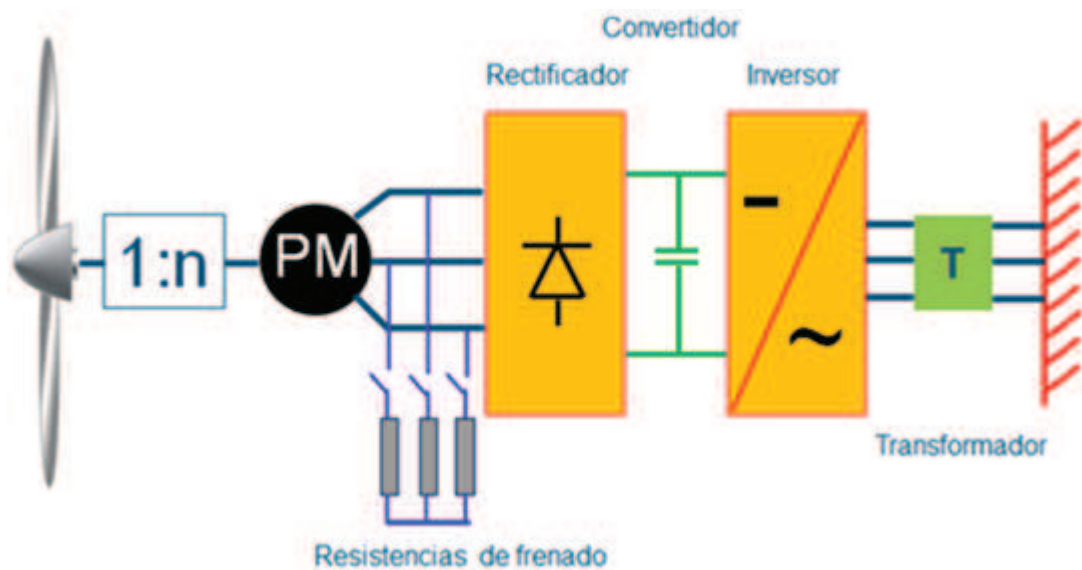 Convertidor
Rectificador
Inversor
1:n
PM
T
Transformador
Resistencias de frenado